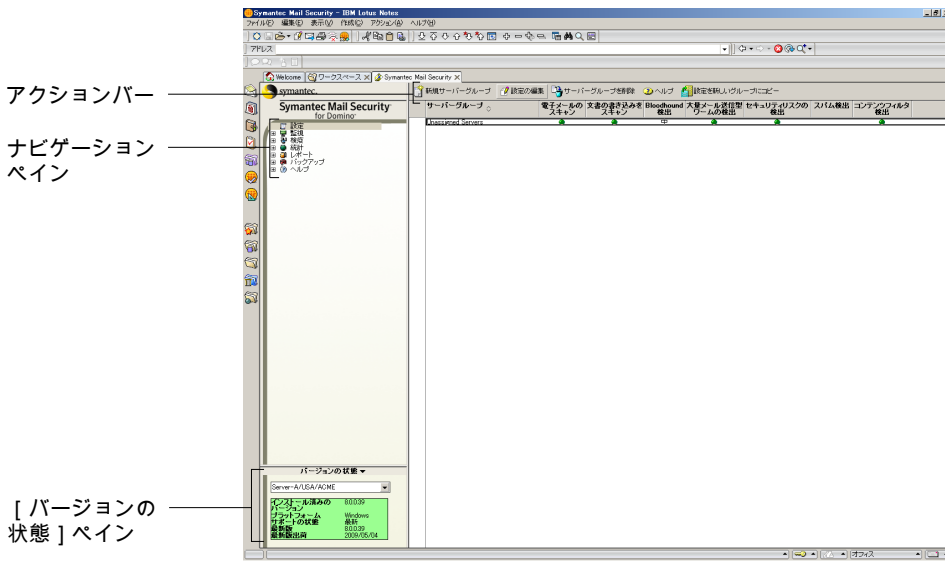 Symantec Mail Security - IBM Lotus Notes
ファイル(F) 編集(E) 表示(V) 作成(C) アクション(A) ヘルプ(H)
アドレス
Welcome ワークスペース Symantec Mail Security
アクションバー
symantec.
新規サーバーグループ 設定の編集 サーバーグループを削除 ヘルプ 設定を新しいグループにコピー
Symantec Mail Security
for Domino
サーバーグループ 電子メールの 文書の書き込みを Bloodhound 大量メール送信型 セキュリティリスクの スパム検出 コンテンツフィルタ
スキャン スキャン 検出 ワームの検出 検出 検出
Unassigned Servers 中
設定
監視
検疫
統計
レポート
バックアップ
ヘルプ
ナビゲーション
ペイン
バージョンの状態
Server-A/USA/ACME
[ バージョンの
状態 ] ペイン
インストール済みの 8.0.0.39
バージョン
プラットフォーム Windows
サポートの状態 最新
最新版 8.0.0.39
最新版出荷 2009/05/04
オフィス